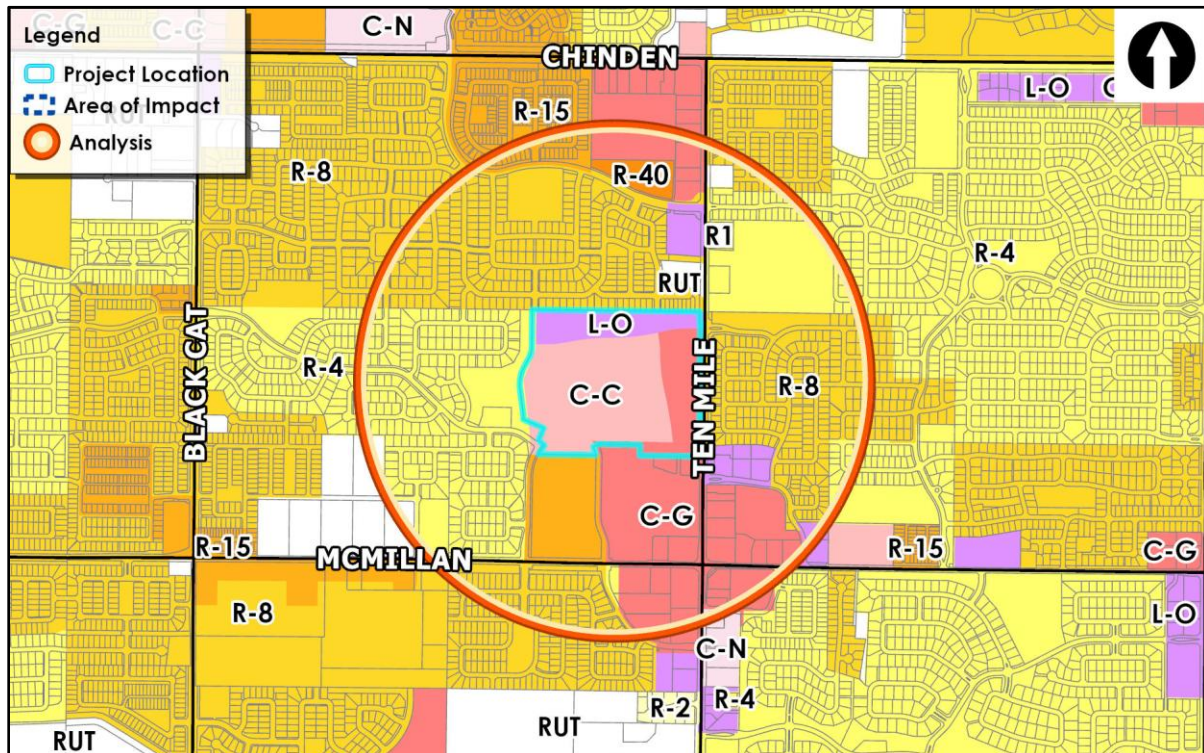 C-G
C-C
C-N
Legend
Project Location
Area of Impact
RUT
Analysis
CHINDEN
L-O
R-15
R-8
R-40
R1
R-4
RUT
L-O
BLACK CAT
R-4
C-C
TEN MILE
R-8
C-G
R-15
MCMILLAN
R-15
C-G
R-8
L-O
C-N
R-2
R-4
RUT
RUT